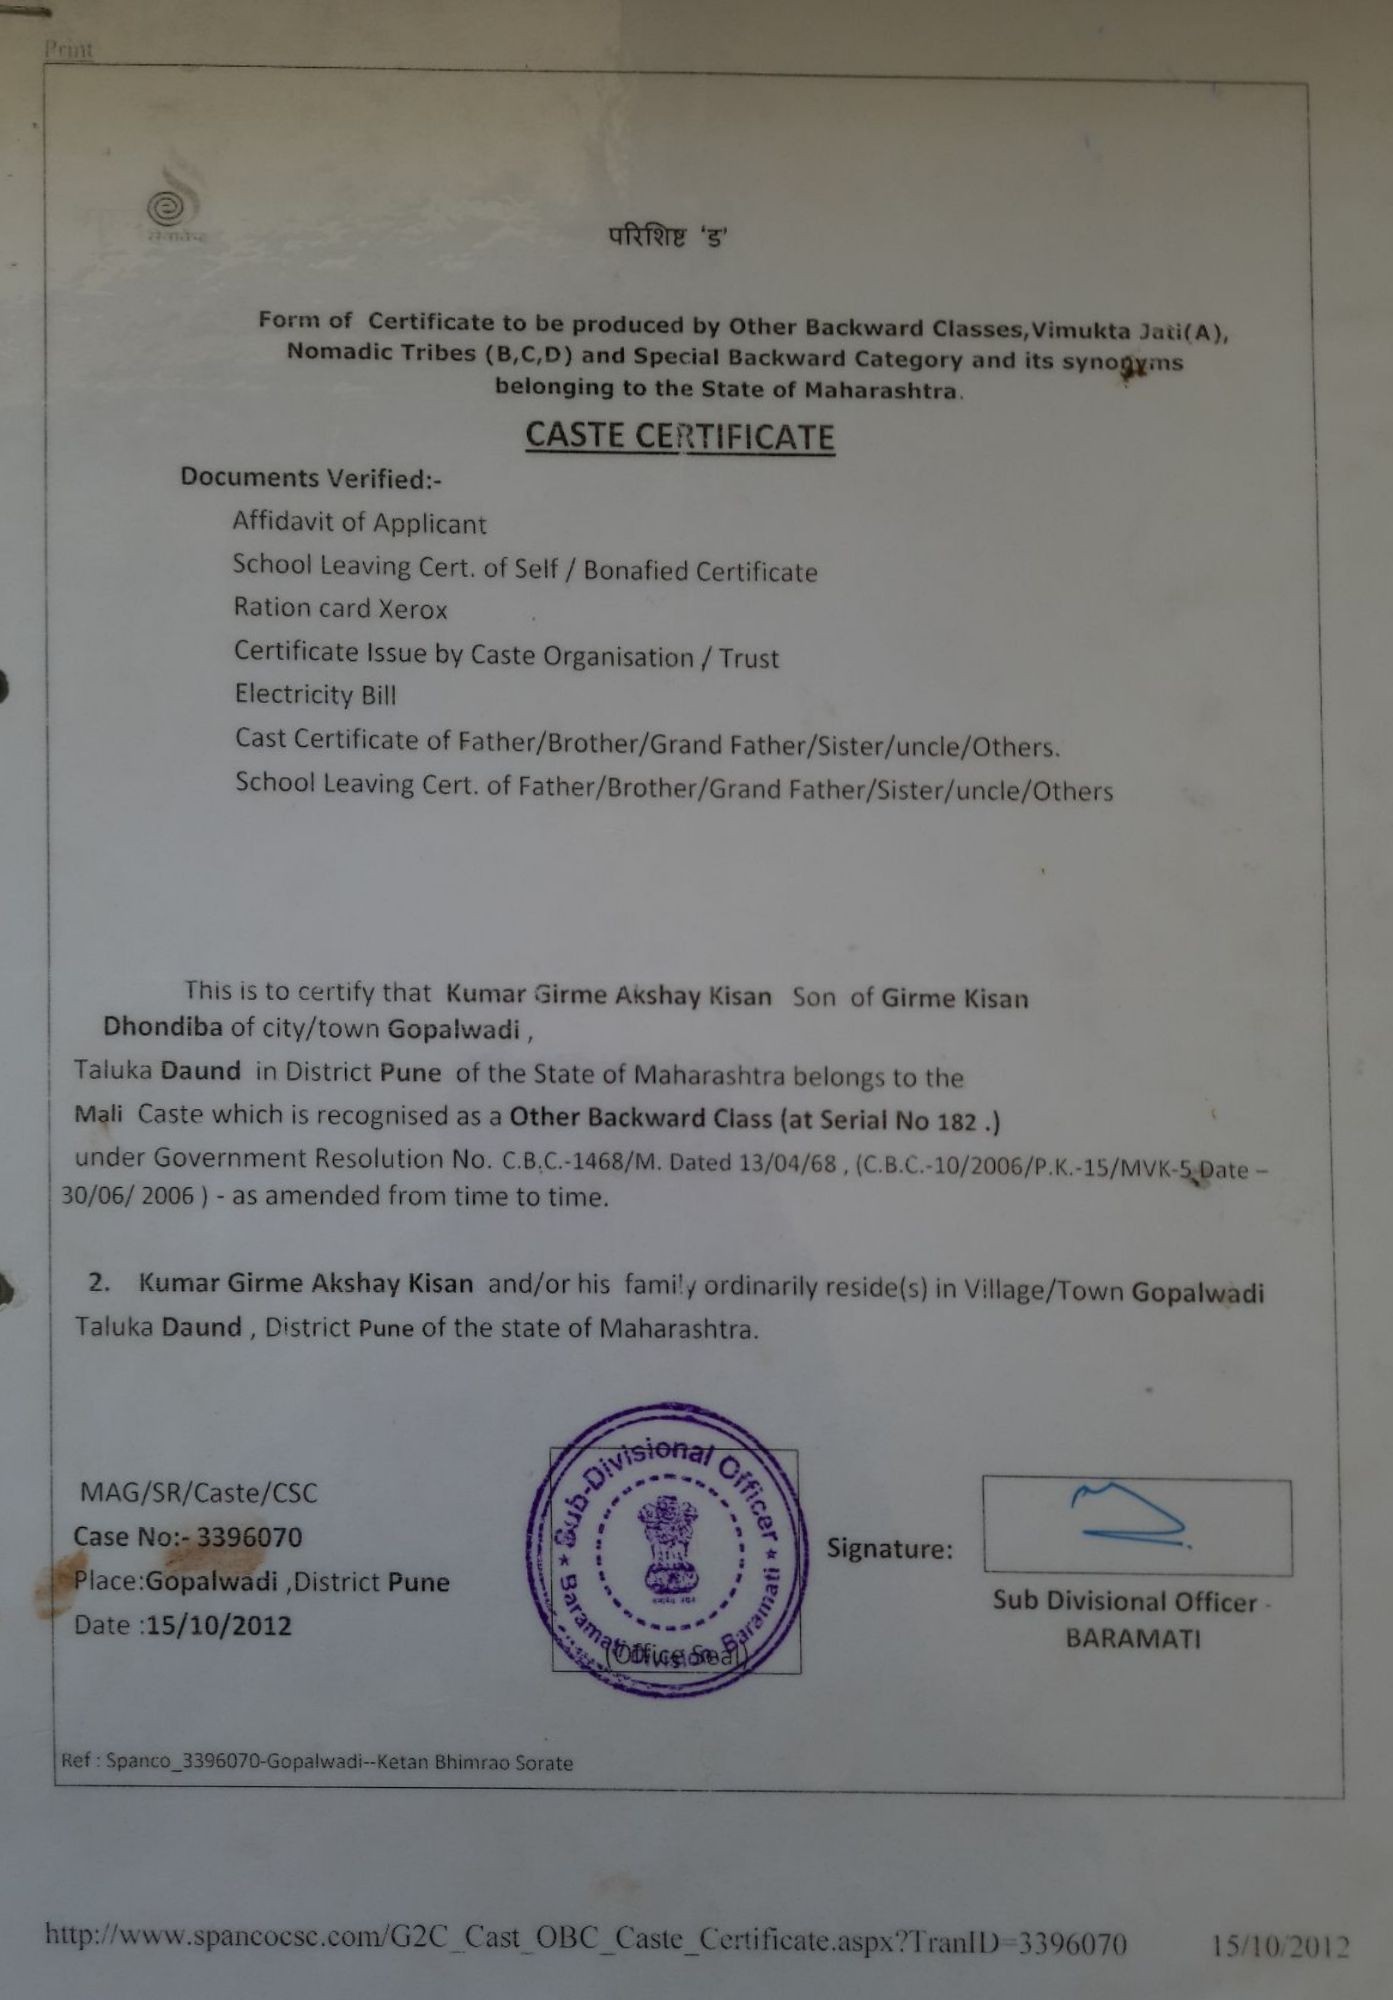 Print
परिशिष्ट 'ड'
Form of Certificate to be produced by Other Backward Classes,Vimukta Jati(A),
Nomadic Tribes (B,C,D) and Special Backward Category and its synonyms
belonging to the State of Maharashtra.
CASTE CERTIFICATE
Documents Verified:-
Affidavit of Applicant
School Leaving Cert. of Self / Bonafied Certificate
Ration card Xerox
Certificate Issue by Caste Organisation / Trust
Electricity Bill
Cast Certificate of Father/Brother/Grand Father/Sister/uncle/Others.
School Leaving Cert. of Father/Brother/Grand Father/Sister/uncle/Others
This is to certify that Kumar Girme Akshay Kisan Son of Girme Kisan
Dhondiba of city/town Gopalwadi ,
Taluka Daund in District Pune of the State of Maharashtra belongs to the
Mali Caste which is recognised as a Other Backward Class (at Serial No 182 .)
under Government Resolution No. C.B.C.-1468/M. Dated 13/04/68 , (C.B.C.-10/2006/P.K.-15/MVK-5 Date –
30/06/ 2006 ) - as amended from time to time.
2. Kumar Girme Akshay Kisan and/or his family ordinarily reside(s) in Village/Town Gopalwadi
Taluka Daund , District Pune of the state of Maharashtra.
MAG/SR/Caste/CSC
Case No:- 3396070
Place:Gopalwadi ,District Pune
Date :15/10/2012
Sub-Divisional Officer
Baramati Division, Baramati
(Office Seal)
Signature:
Sub Divisional Officer -
BARAMATI
Ref : Spanco_3396070-Gopalwadi--Ketan Bhimrao Sorate
http://www.spancocsc.com/G2C_Cast_OBC_Caste_Certificate.aspx?TranID=3396070 15/10/2012